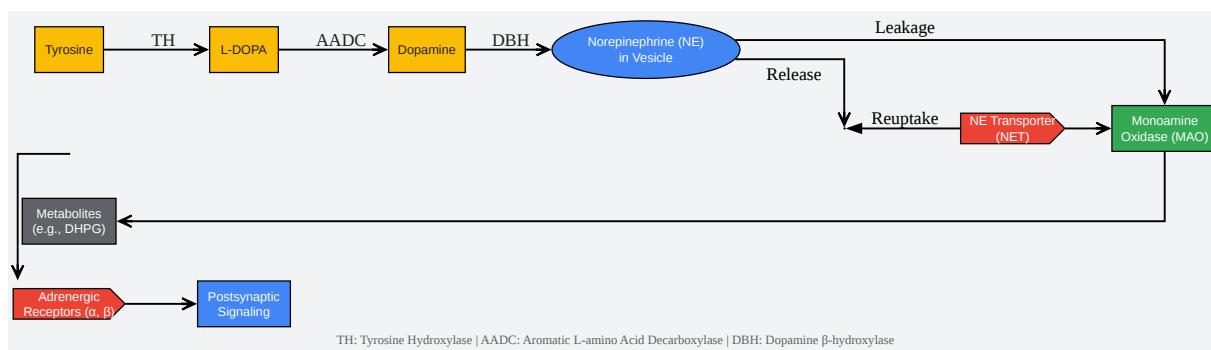 Tyrosine
TH
L-DOPA
AADC
Dopamine
DBH
Norepinephrine (NE)
in Vesicle
Leakage
Release
Reuptake
NE Transporter
(NET)
Monoamine
Oxidase (MAO)
Metabolites
(e.g., DHPG)
Adrenergic
Receptors (α, β)
Postsynaptic
Signaling
TH: Tyrosine Hydroxylase | AADC: Aromatic L-amino Acid Decarboxylase | DBH: Dopamine β-hydroxylase